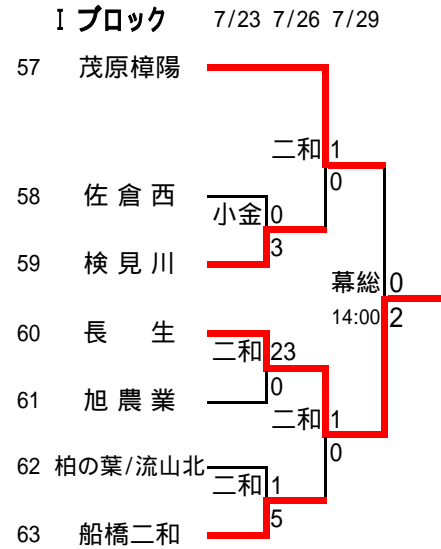 I ブロック 7/23 7/26 7/29
57 茂原樟陽
二和 1
0
58 佐倉西
小金 0
3
59 検見川
幕総 0
14:00 2
60 長生
二和 23
0
61 旭農業
二和 1
0
62 柏の葉/流山北
二和 1
5
63 船橋二和